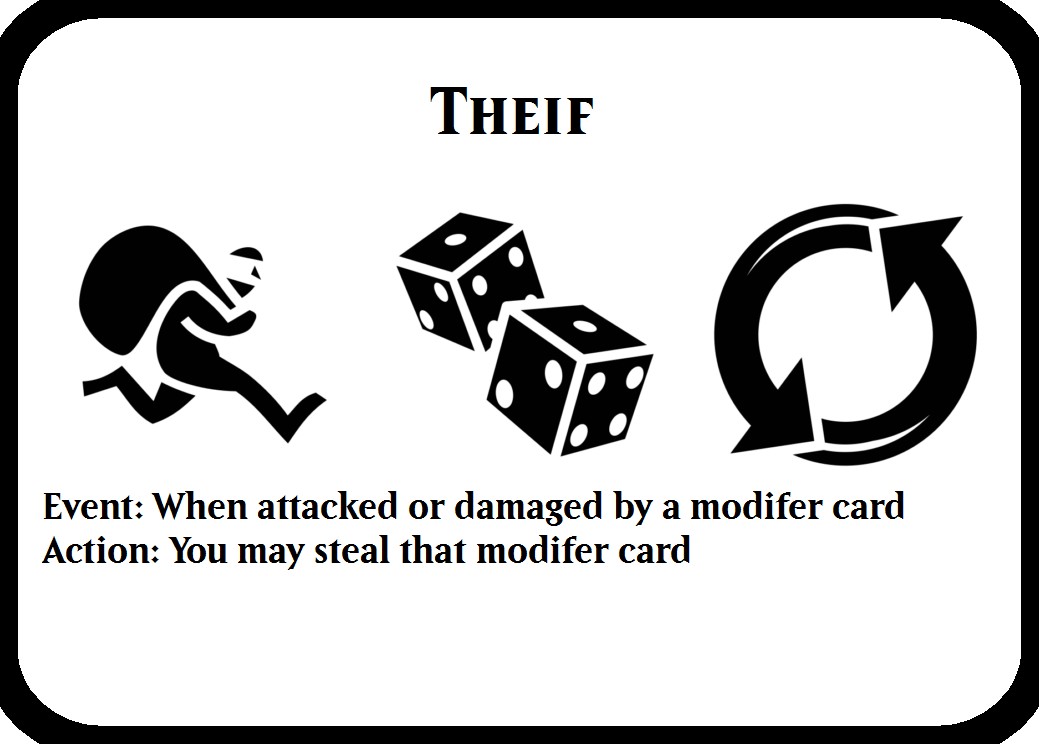 Theif
Event: When attacked or damaged by a modifer card
Action: You may steal that modifer card